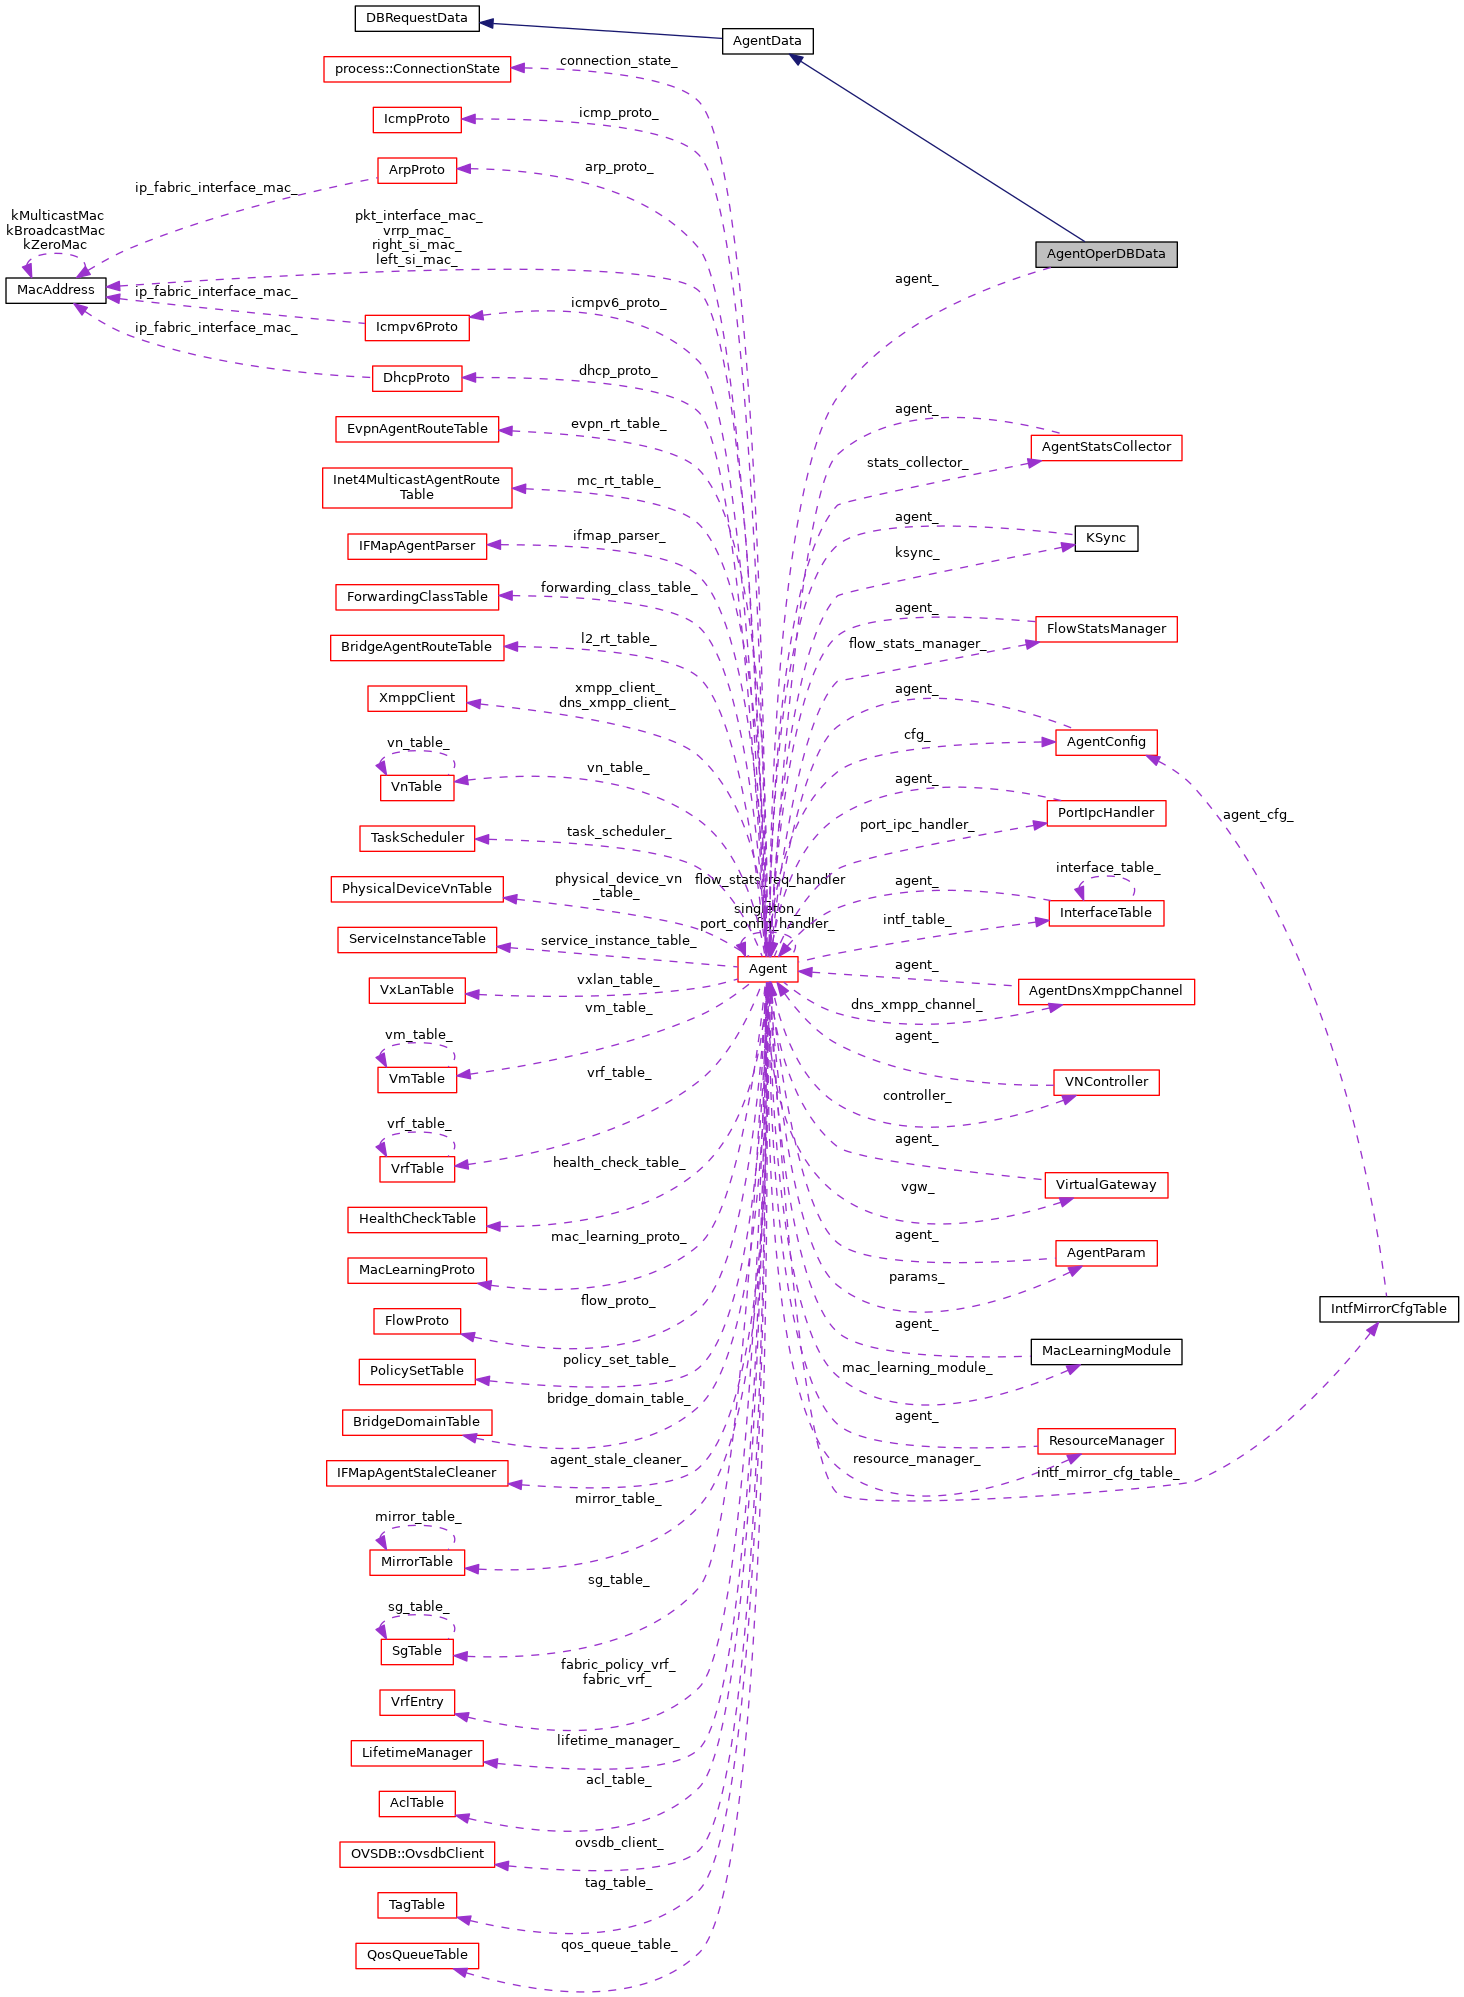 DBRequestData
AgentData
connection_state_
process::ConnectionState
icmp_proto_
IcmpProto
arp_proto_
ArpProto
ip_fabric_interface_mac_
kMulticastMac
kBroadcastMac
kZeroMac
pkt_interface_mac_
vrrp_mac_
right_si_mac_
left_si_mac_
AgentOperDBData
agent_
MacAddress
ip_fabric_interface_mac_
icmpv6_proto_
Icmpv6Proto
ip_fabric_interface_mac_
dhcp_proto_
DhcpProto
agent_
evpn_rt_table_
EvpnAgentRouteTable
AgentStatsCollector
stats_collector_
mc_rt_table_
Inet4MulticastAgentRoute
Table
agent_
ifmap_parser_
IFMapAgentParser
KSync
ksync_
forwarding_class_table_
ForwardingClassTable
agent_
FlowStatsManager
l2_rt_table_
BridgeAgentRouteTable
flow_stats_manager_
xmpp_client_
dns_xmpp_client_
XmppClient
agent_
cfg_
AgentConfig
vn_table_
vn_table_
VnTable
agent_
PortIpcHandler
agent_cfg_
port_ipc_handler_
task_scheduler_
TaskScheduler
interface_table_
physical_device_vn
_table_
PhysicalDeviceVnTable
flow_stats_req_handler
_
agent_
singleton_
port_config_handler_
intf_table_
InterfaceTable
service_instance_table_
ServiceInstanceTable
Agent
agent_
vxlan_table_
VxLanTable
AgentDnsXmppChannel
dns_xmpp_channel_
vm_table_
vm_table_
VmTable
agent_
VNController
controller_
vrf_table_
vrf_table_
VrfTable
agent_
VirtualGateway
vgw_
health_check_table_
HealthCheckTable
agent_
AgentParam
params_
mac_learning_proto_
MacLearningProto
flow_proto_
FlowProto
agent_
IntfMirrorCfgTable
MacLearningModule
mac_learning_module_
policy_set_table_
PolicySetTable
bridge_domain_table_
BridgeDomainTable
agent_
ResourceManager
resource_manager_
intf_mirror_cfg_table_
agent_stale_cleaner_
IFMapAgentStaleCleaner
mirror_table_
mirror_table_
MirrorTable
sg_table_
sg_table_
SgTable
fabric_policy_vrf_
fabric_vrf_
VrfEntry
lifetime_manager_
LifetimeManager
acl_table_
AclTable
ovsdb_client_
OVSDB::OvsdbClient
tag_table_
TagTable
qos_queue_table_
QosQueueTable